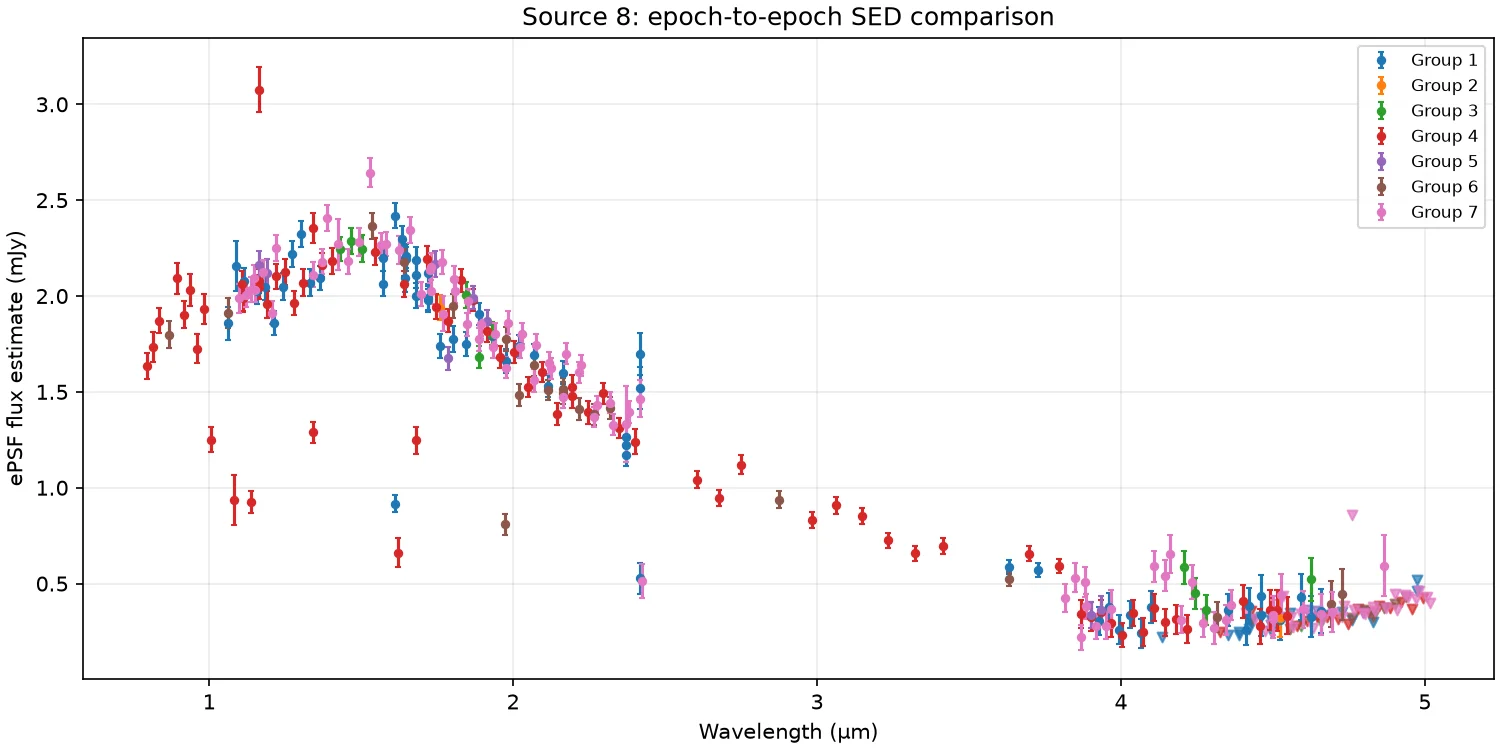 Source 8: epoch-to-epoch SED comparison
ePSF flux estimate (mJy)
3.0
2.5
2.0
1.5
1.0
0.5
1
2
3
4
5
Wavelength (µm)
Group 1
Group 2
Group 3
Group 4
Group 5
Group 6
Group 7